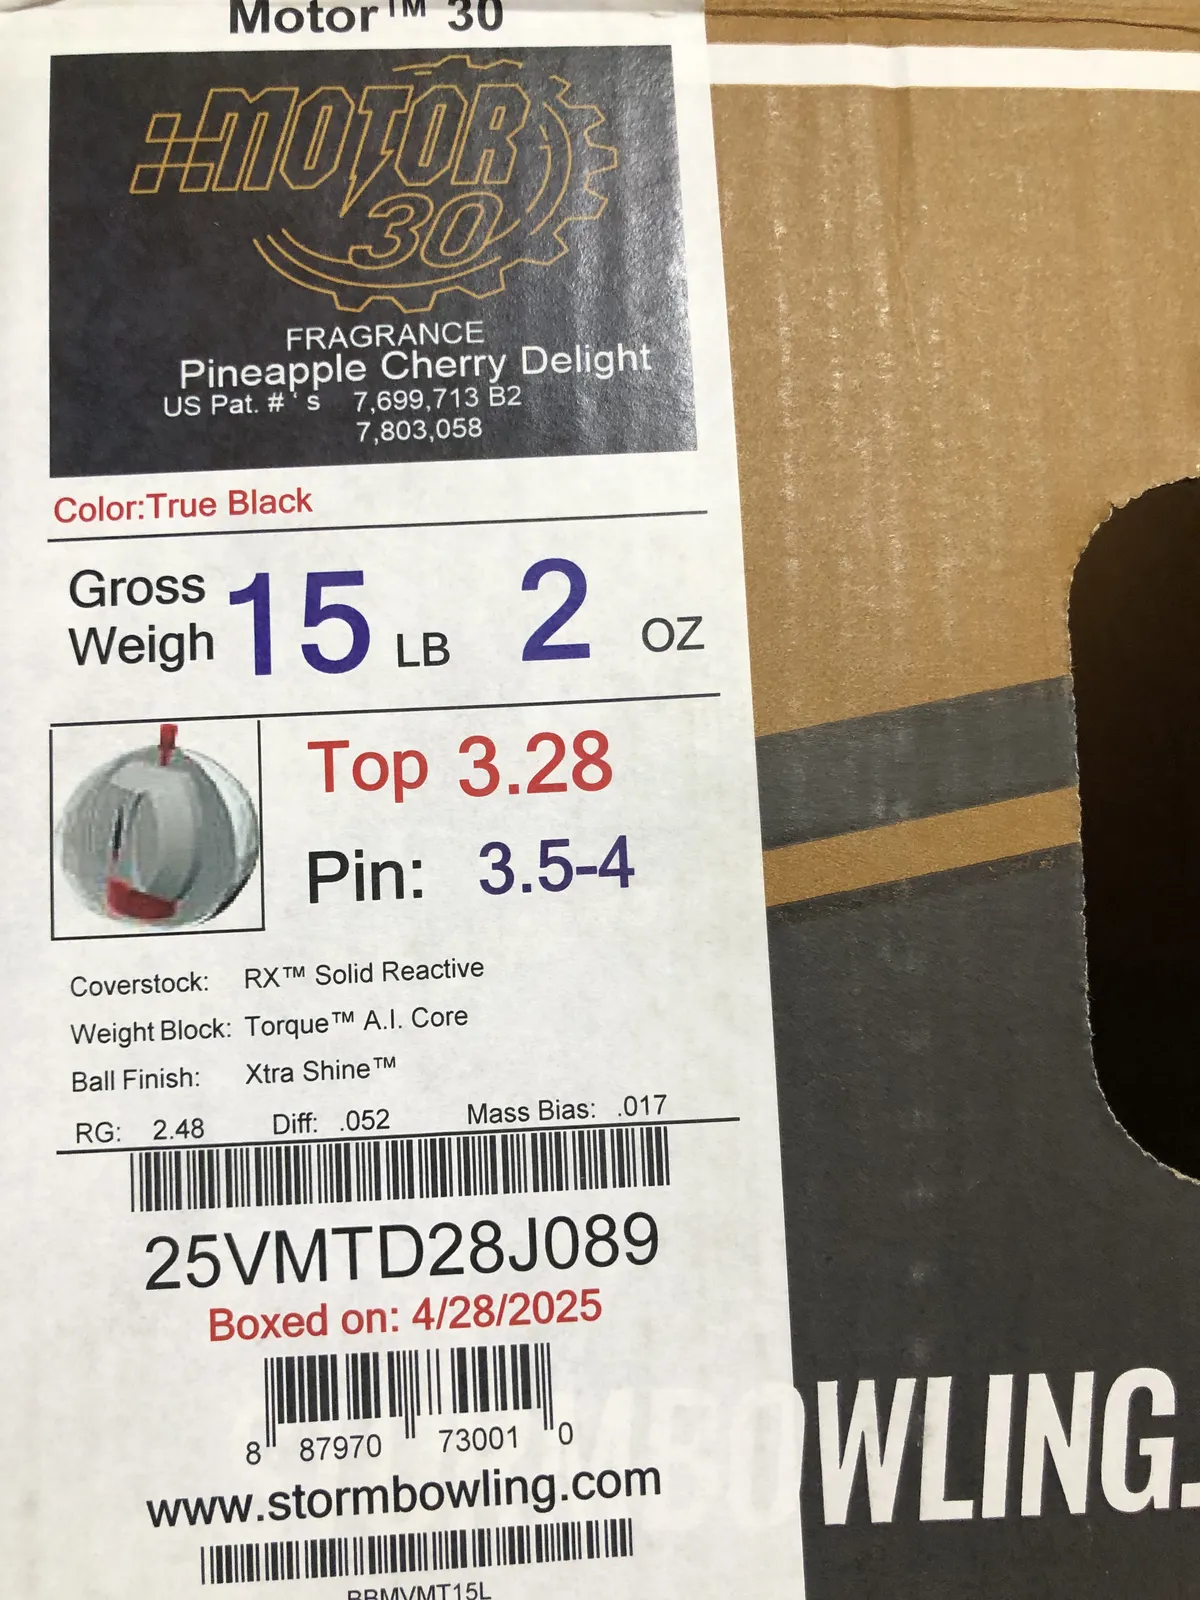 Motor™ 30
MOTOR
30
FRAGRANCE
Pineapple Cherry Delight
US Pat. #'s 7,699,713 B2
7,803,058
Color:True Black
Gross
Weigh 15 LB 2 OZ
Top 3.28
Pin: 3.5-4
Coverstock: RX™ Solid Reactive
Weight Block: Torque™ A.I. Core
Ball Finish: Xtra Shine™
RG: 2.48 Diff: .052 Mass Bias: .017
25VMTD28J089
Boxed on: 4/28/2025
8 87970 73001 0
www.stormbowling.com
BBMVMT15L
BOWLING.